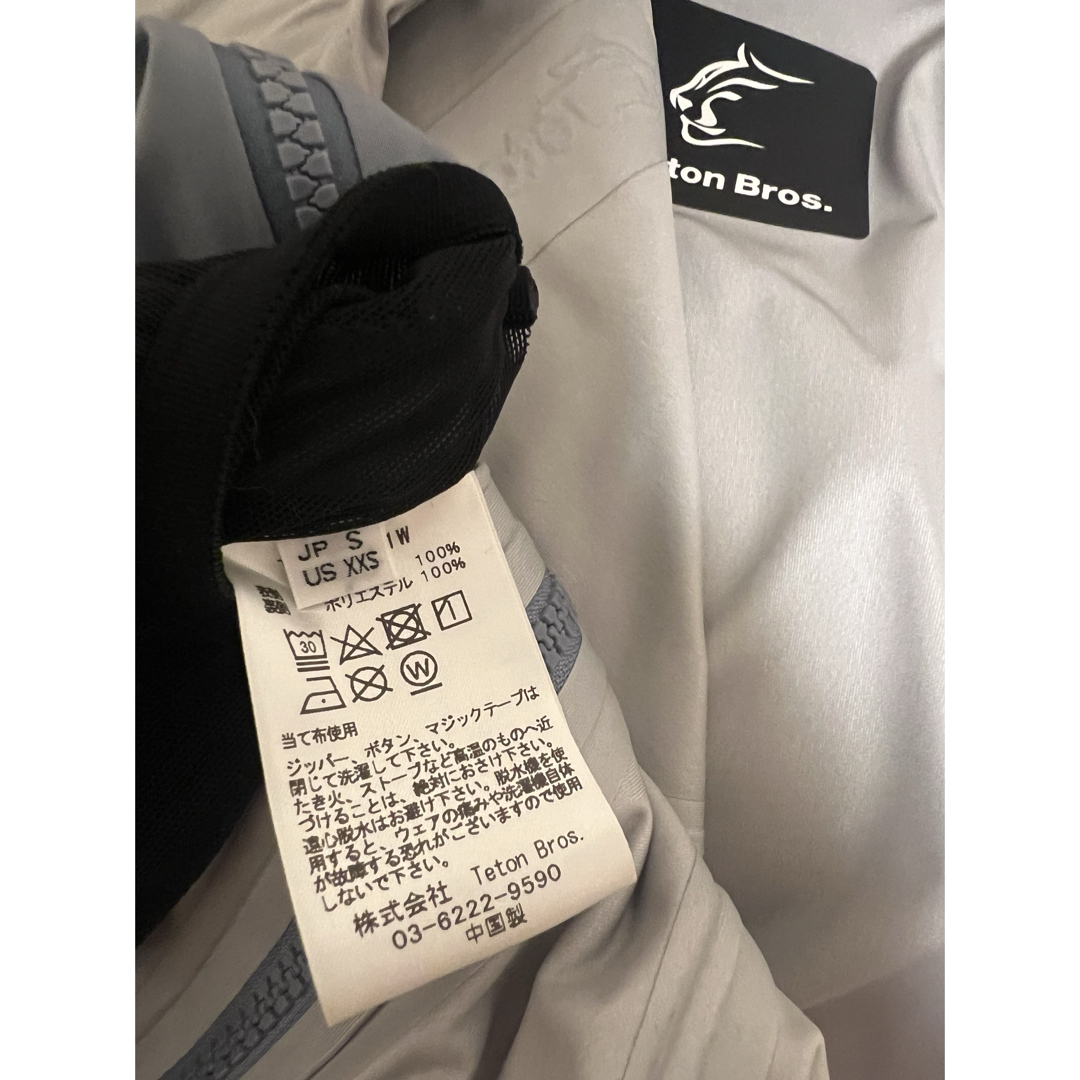 ton Bros.
JP S
US XXS
1W
100%
ポリエステル 100%
30
W
当て布使用
ジッパー、ボタン、マジックテープは
閉じて洗濯して下さい。
たき火、ストーブなど高温のものへ近
づけることは、絶対におさけ下さい。
遠心脱水はお避け下さい。脱水機を使
用すると、ウェアの痛みや洗濯機自体
が故障する恐れがございますので使用
しないで下さい。
株式会社 Teton Bros.
03-6222-9590
中国製